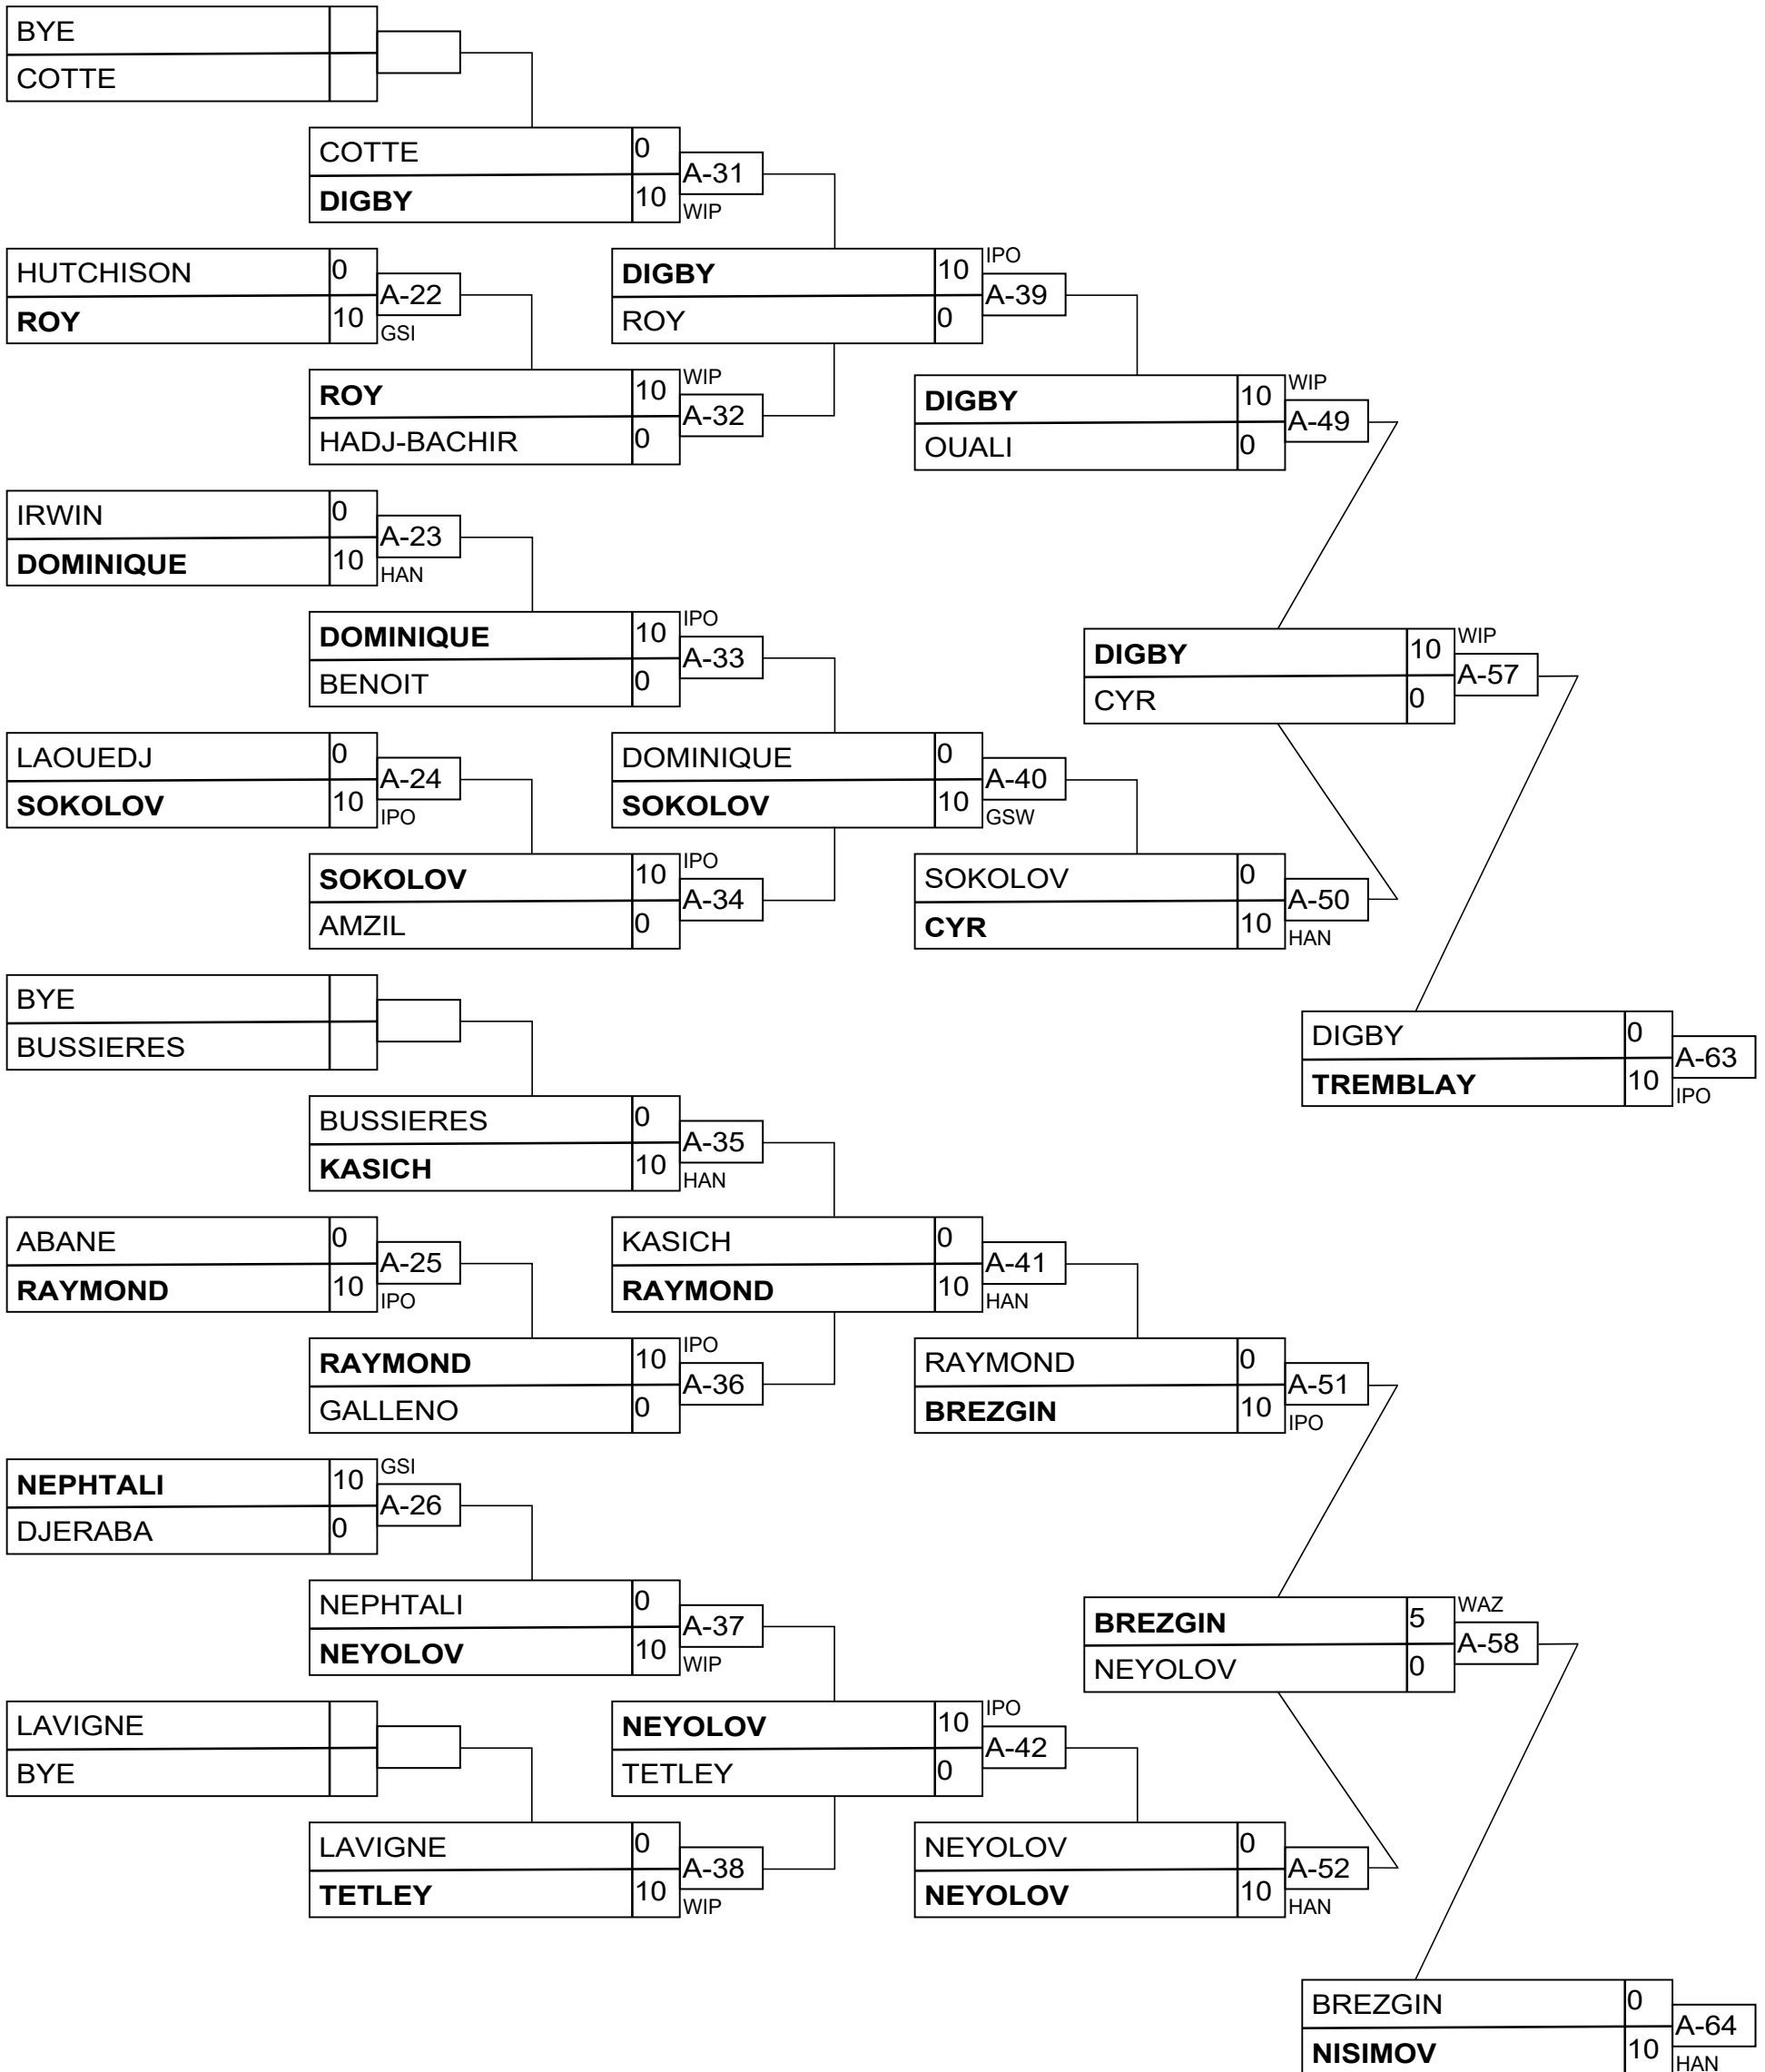 BYE
COTTE
COTTE 0
DIGBY 10
A-31
WIP
HUTCHISON 0
ROY 10
A-22
GSI
DIGBY 10
ROY 0
IPO
A-39
ROY 10
HADJ-BACHIR 0
WIP
A-32
DIGBY 10
OUALI 0
WIP
A-49
IRWIN 0
DOMINIQUE 10
A-23
HAN
DOMINIQUE 10
BENOIT 0
IPO
A-33
DIGBY 10
CYR 0
WIP
A-57
LAOUEDJ 0
SOKOLOV 10
A-24
IPO
DOMINIQUE 0
SOKOLOV 10
A-40
GSW
SOKOLOV 10
AMZIL 0
IPO
A-34
SOKOLOV 0
CYR 10
A-50
HAN
BYE
BUSSIERES
DIGBY 0
TREMBLAY 10
A-63
IPO
BUSSIERES 0
KASICH 10
A-35
HAN
ABANE 0
RAYMOND 10
A-25
IPO
KASICH 0
RAYMOND 10
A-41
HAN
RAYMOND 10
GALLENO 0
IPO
A-36
RAYMOND 0
BREZGIN 10
A-51
IPO
NEPHTALI 10
DJERABA 0
GSI
A-26
NEPHTALI 0
NEYOLOV 10
A-37
WIP
BREZGIN 5
NEYOLOV 0
WAZ
A-58
LAVIGNE
BYE
NEYOLOV 10
TETLEY 0
IPO
A-42
LAVIGNE 0
TETLEY 10
A-38
WIP
NEYOLOV 0
NEYOLOV 10
A-52
HAN
BREZGIN 0
NISIMOV 10
A-64
HAN